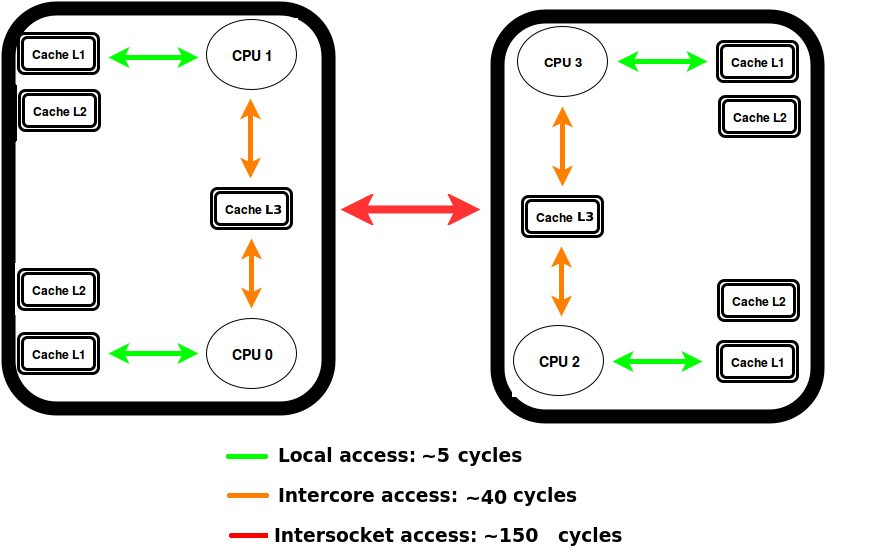 Cache L1
CPU 1
Cache L2
Cache L3
Cache L2
Cache L1
CPU 0
CPU 3
Cache L1
Cache L2
Cache L3
Cache L2
CPU 2
Cache L1
Local access: ~5 cycles
Intercore access: ~40 cycles
Intersocket access: ~150 cycles